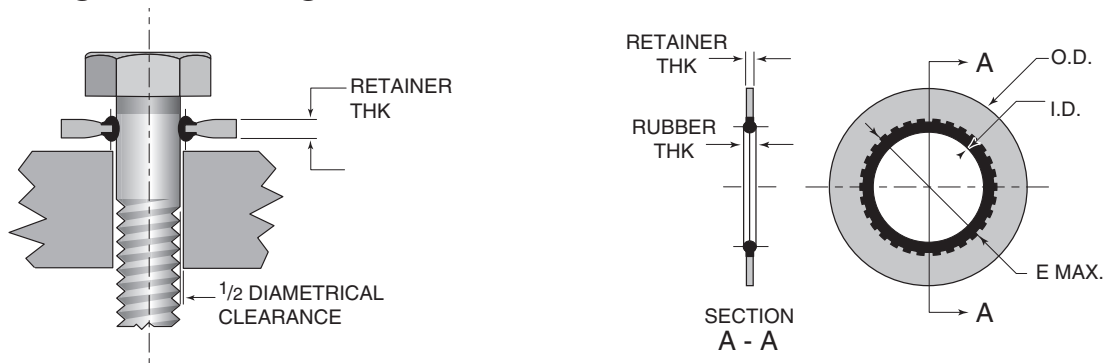 RETAINER
THK
1/2 DIAMETRICAL
CLEARANCE
RETAINER
THK
RUBBER
THK
SECTION
A - A
A
O.D.
I.D.
E MAX.
A